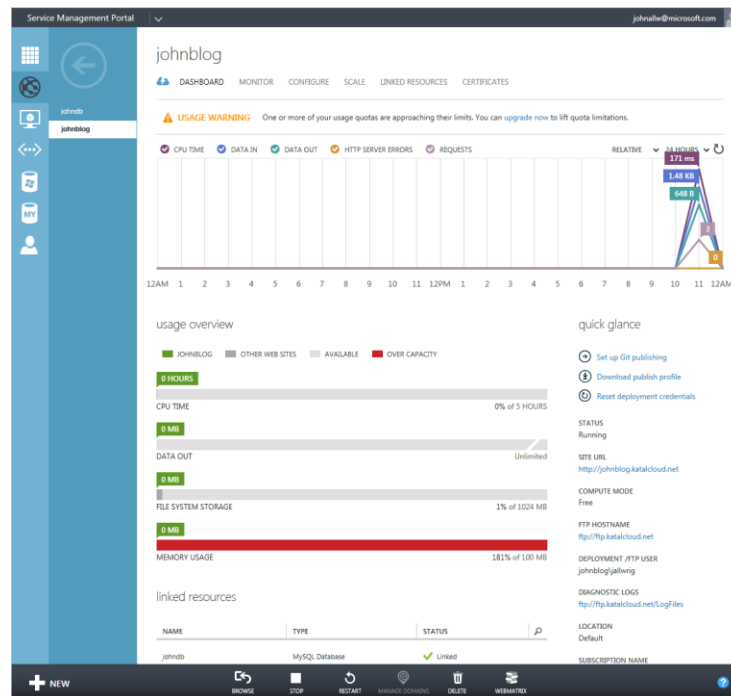 Service Management Portal
johnallw@microsoft.com
johndb
johnblog
johnblog
DASHBOARD MONITOR CONFIGURE SCALE LINKED RESOURCES CERTIFICATES
USAGE WARNING One or more of your usage quotas are approaching their limits. You can upgrade now to lift quota limitations.
CPU TIME DATA IN DATA OUT HTTP SERVER ERRORS REQUESTS RELATIVE 24 HOURS
171 ms
1.48 KB
648 B
3
0
12AM 1 2 3 4 5 6 7 8 9 10 11 12PM 1 2 3 4 5 6 7 8 9 10 11 12AM
usage overview
JOHNBLOG OTHER WEB SITES AVAILABLE OVER CAPACITY
0 HOURS
CPU TIME 0% of 5 HOURS
0 MB
DATA OUT Unlimited
0 MB
FILE SYSTEM STORAGE 1% of 1024 MB
0 MB
MEMORY USAGE 181% of 100 MB
linked resources
NAME TYPE STATUS
johndb MySQL Database Linked
quick glance
Set up Git publishing
Download publish profile
Reset deployment credentials
STATUS
Running
SITE URL
http://johnblog.katalcloud.net
COMPUTE MODE
Free
FTP HOSTNAME
ftp://ftp.katalcloud.net
DEPLOYMENT /FTP USER
johnblog\jallwrig
DIAGNOSTIC LOGS
ftp://ftp.katalcloud.net/LogFiles
LOCATION
Default
SUBSCRIPTION NAME
MY
NEW
BROWSE STOP RESTART MANAGE DOMAINS DELETE WEBMATRIX
?